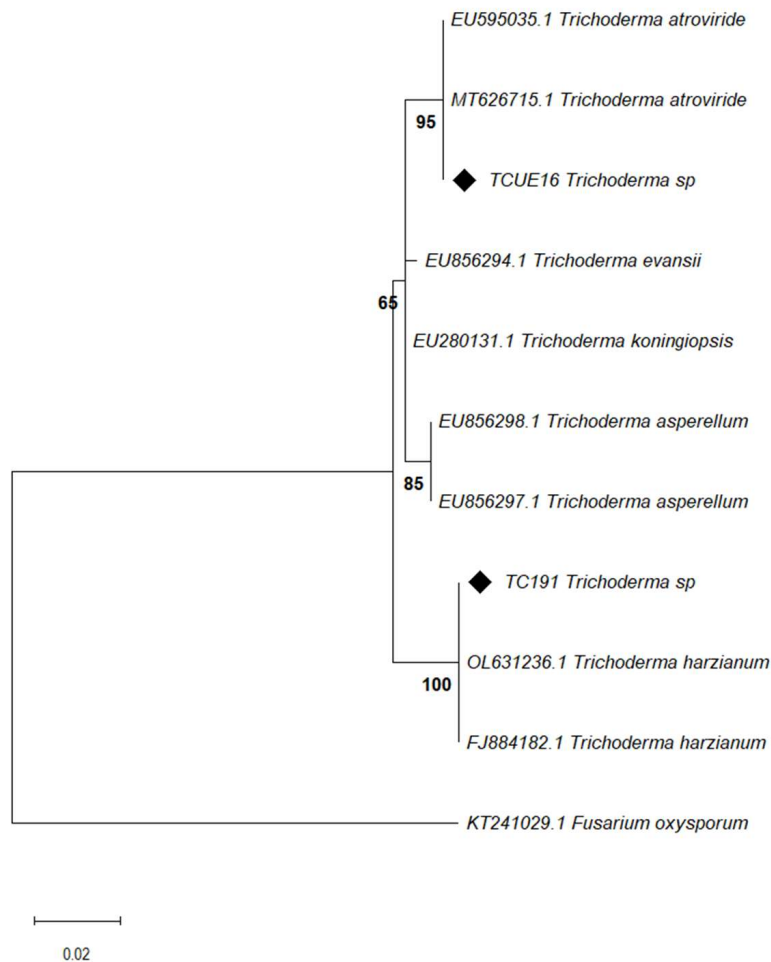 EU595035.1 Trichoderma atroviride
MT626715.1 Trichoderma atroviride
95
TCUE16 Trichoderma sp
EU856294.1 Trichoderma evansii
65
EU280131.1 Trichoderma koningiopsis
EU856298.1 Trichoderma asperellum
85
EU856297.1 Trichoderma asperellum
TC191 Trichoderma sp
OL631236.1 Trichoderma harzianum
100
FJ884182.1 Trichoderma harzianum
KT241029.1 Fusarium oxysporum
0.02